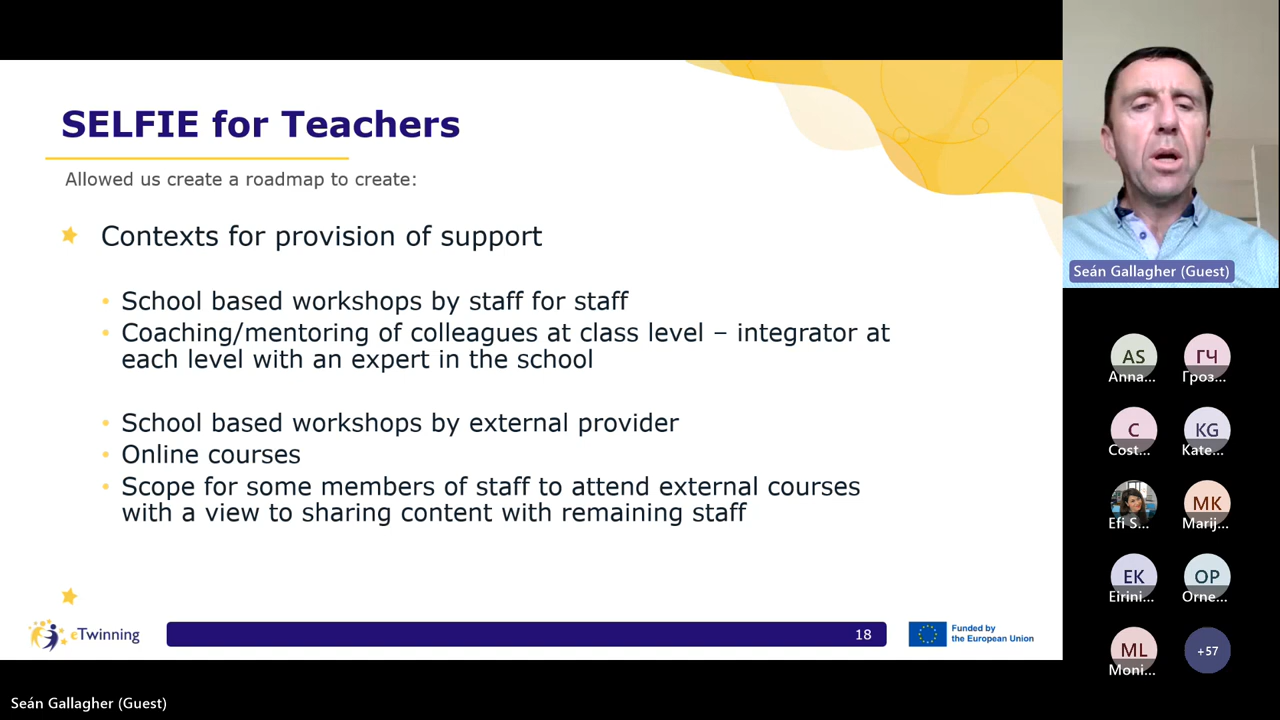 SELFIE for Teachers
Allowed us create a roadmap to create:
Contexts for provision of support
• School based workshops by staff for staff
• Coaching/mentoring of colleagues at class level – integrator at
each level with an expert in the school
• School based workshops by external provider
• Online courses
• Scope for some members of staff to attend external courses
with a view to sharing content with remaining staff
eTwinning
18
Funded by
the European Union
Seán Gallagher (Guest)
AS
Anna...
ГЧ
Гроз...
C
Cost...
KG
Kate...
Efi S...
MK
Marij...
EK
Eirini...
OP
Orne...
ML
Moni...
+57
Seán Gallagher (Guest)